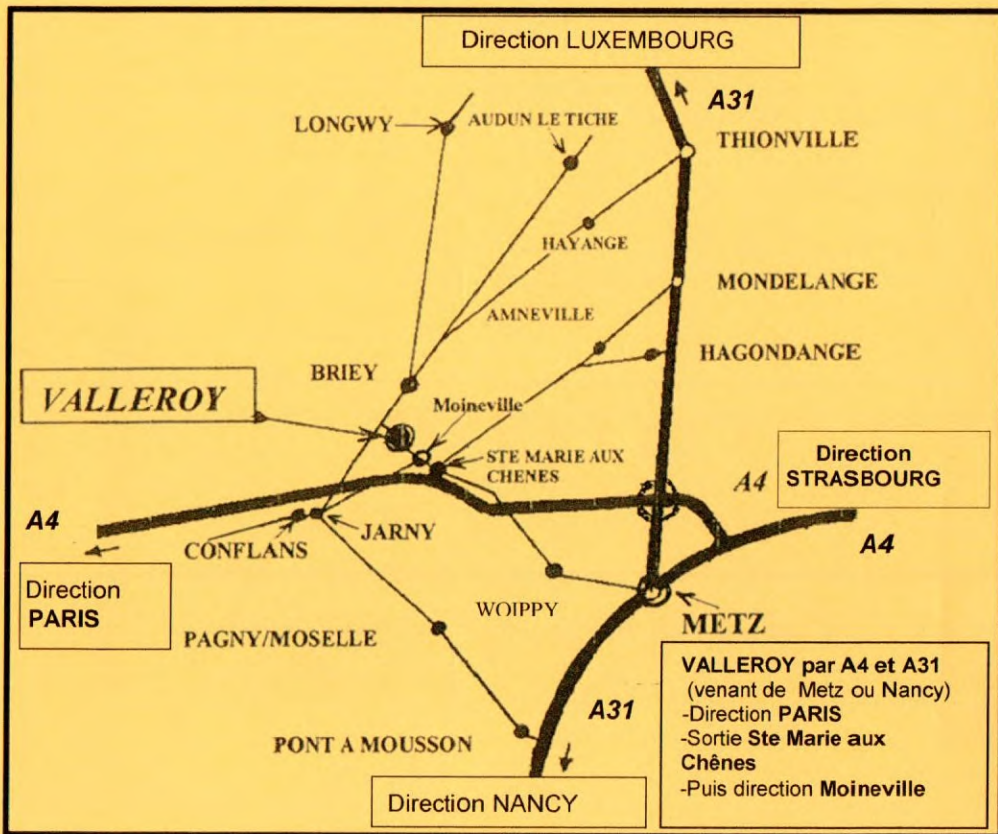 Direction LUXEMBOURG
A31
LONGWY
AUDUN LE TICHE
THIONVILLE
HAYANGE
MONDELANGE
AMNEVILLE
HAGONDANGE
BRIEY
VALLEROY
Moineville
STE MARIE AUX
CHENES
Direction
STRASBOURG
A4
A4
A4
CONFLANS
JARNY
Direction
PARIS
WOIPPY
METZ
PAGNY/MOSELLE
A31
PONT A MOUSSON
Direction NANCY
VALLEROY par A4 et A31
(venant de Metz ou Nancy)
-Direction PARIS
-Sortie Ste Marie aux
Chênes
-Puis direction Moineville